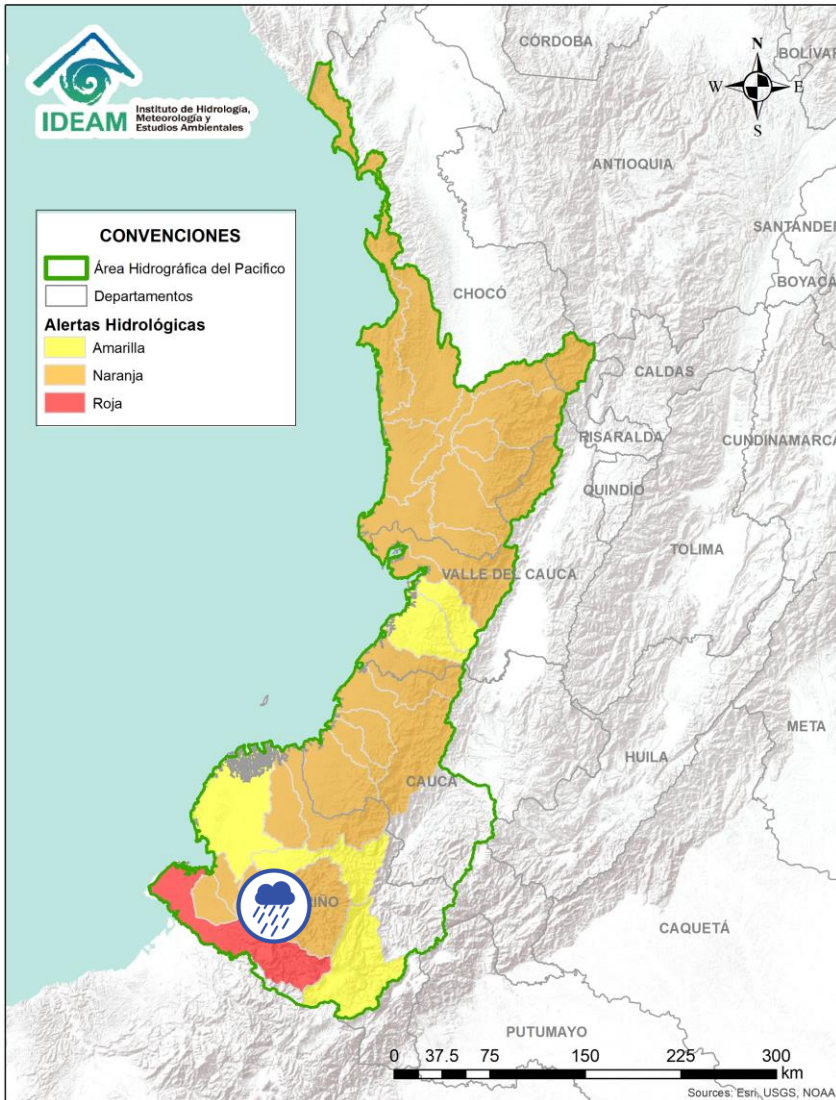 IDEAM
Instituto de Hidrología,
Meteorología y
Estudios Ambientales
N
W
E
S
CÓRDOBA
BOLÍVAR
ANTIOQUIA
SANTANDER
BOYACÁ
CHOCÓ
CONVENCIONES
Área Hidrográfica del Pacifico
Departamentos
Alertas Hidrológicas
Amarilla
Naranja
Roja
CALDAS
RISARALDA
CUNDINAMARCA
QUINDÍO
TOLIMA
VALLE DEL CAUCA
META
HUILA
CAUCA
IÑO
CAQUETÁ
PUTUMAYO
0 37.5 75 150 225 300
km
Sources: Esri, USGS, NOAA